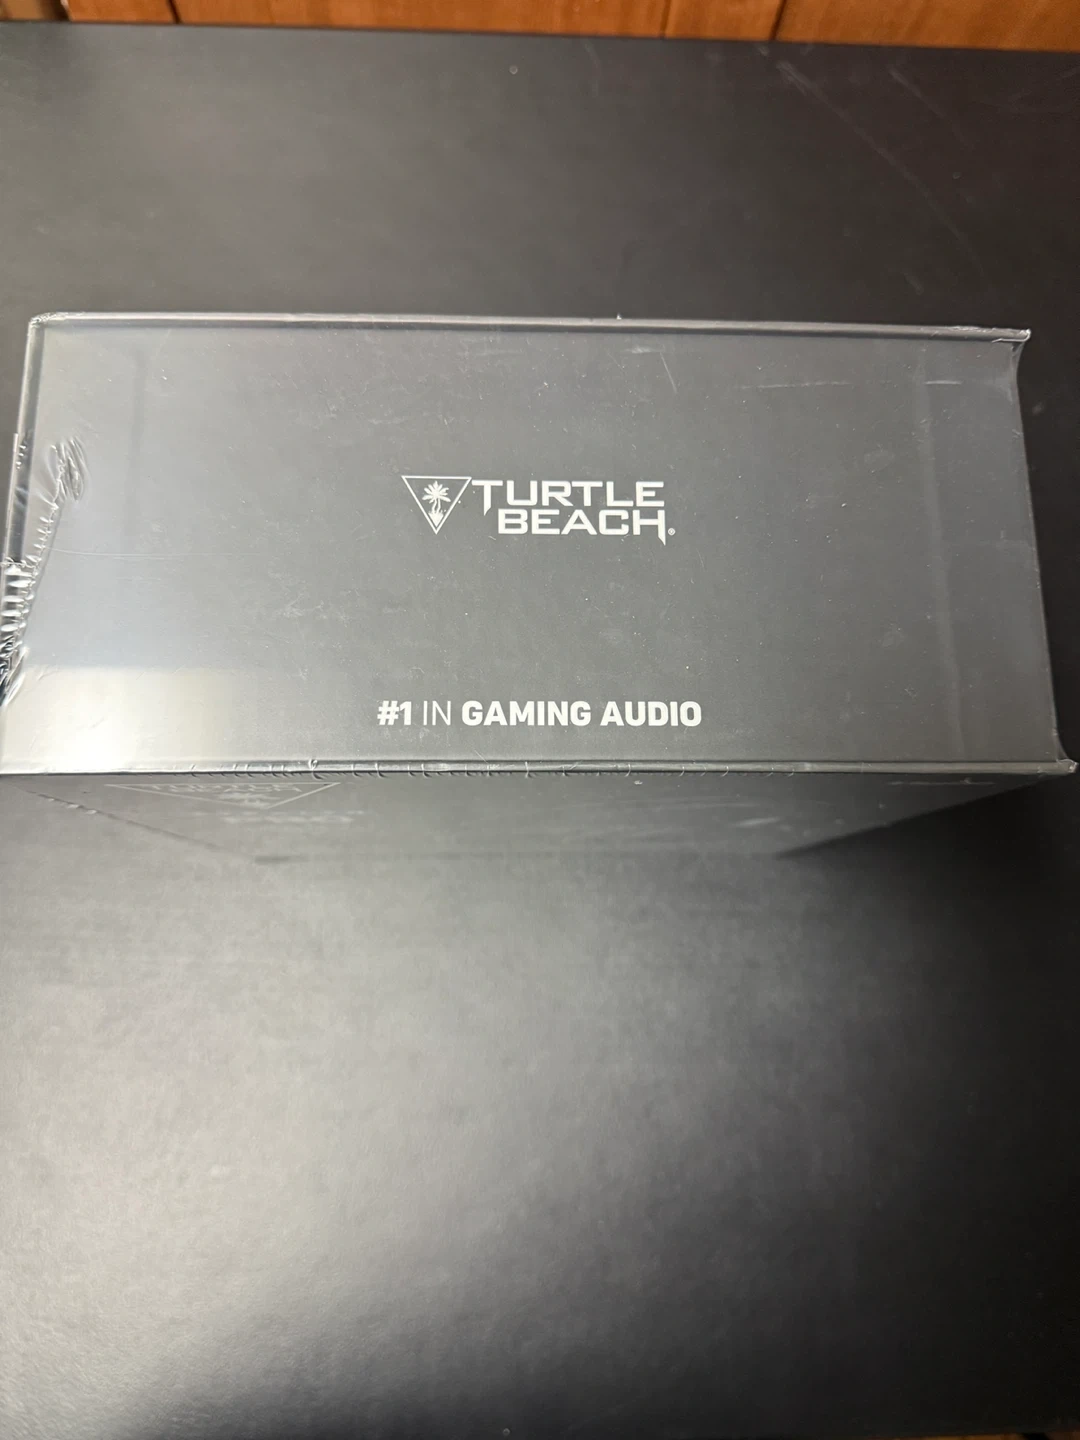 TURTLE
BEACH®
#1 IN GAMING AUDIO